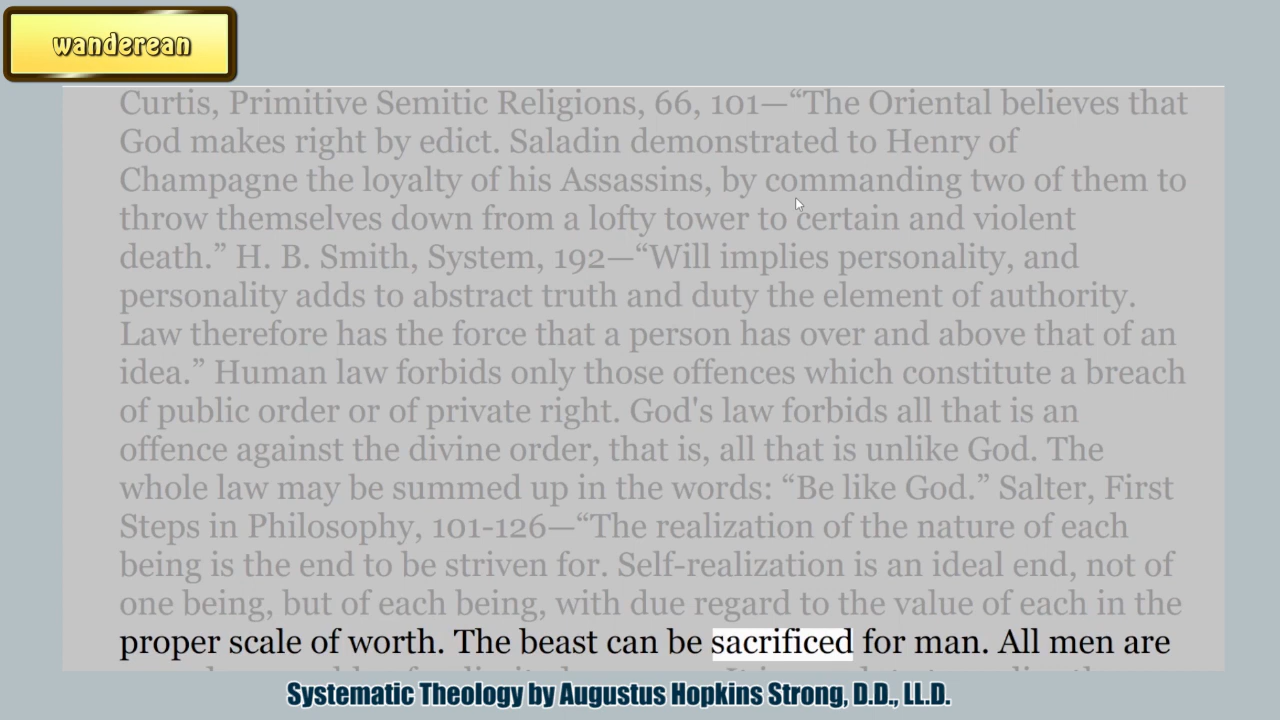 wanderean
Curtis, Primitive Semitic Religions, 66, 101—“The Oriental believes that
God makes right by edict. Saladin demonstrated to Henry of
Champagne the loyalty of his Assassins, by commanding two of them to
throw themselves down from a lofty tower to certain and violent
death.” H. B. Smith, System, 192—“Will implies personality, and
personality adds to abstract truth and duty the element of authority.
Law therefore has the force that a person has over and above that of an
idea.” Human law forbids only those offences which constitute a breach
of public order or of private right. God's law forbids all that is an
offence against the divine order, that is, all that is unlike God. The
whole law may be summed up in the words: “Be like God.” Salter, First
Steps in Philosophy, 101-126—“The realization of the nature of each
being is the end to be striven for. Self-realization is an ideal end, not of
one being, but of each being, with due regard to the value of each in the
proper scale of worth. The beast can be sacrificed for man. All men are
Systematic Theology by Augustus Hopkins Strong, D.D., LL.D.